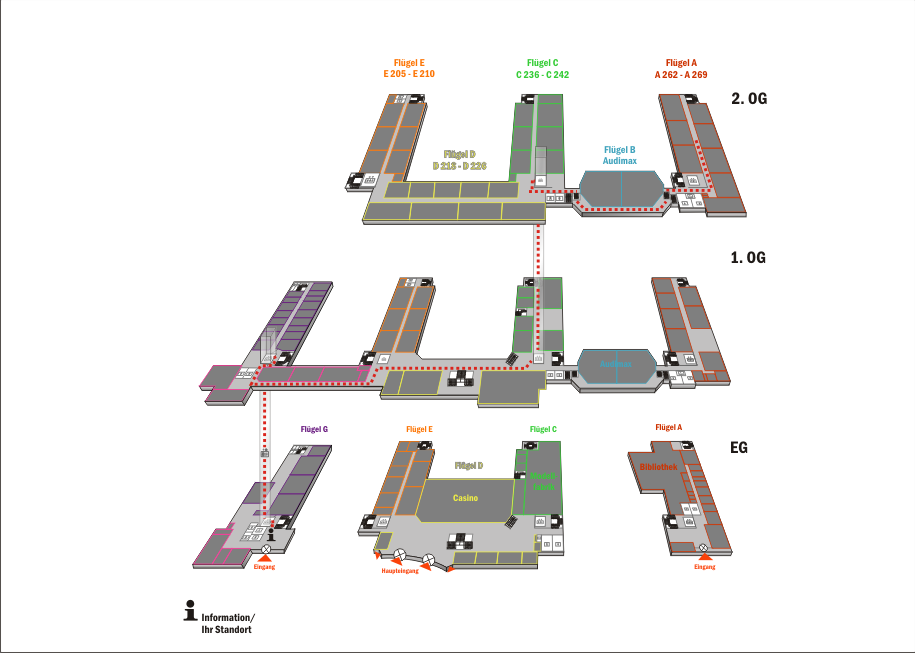 Flügel E
E 205 - E 210
Flügel C
C 236 - C 242
Flügel A
A 262 - A 269
2. OG
Flügel D
D 213 - D 226
Flügel B
Audimax
1. OG
Audimax
Flügel G
Flügel E
Flügel C
Flügel A
EG
Flügel D
Bibliothek
Casino
Eingang
Haupteingang
Eingang
i
i
Information/
Ihr Standort